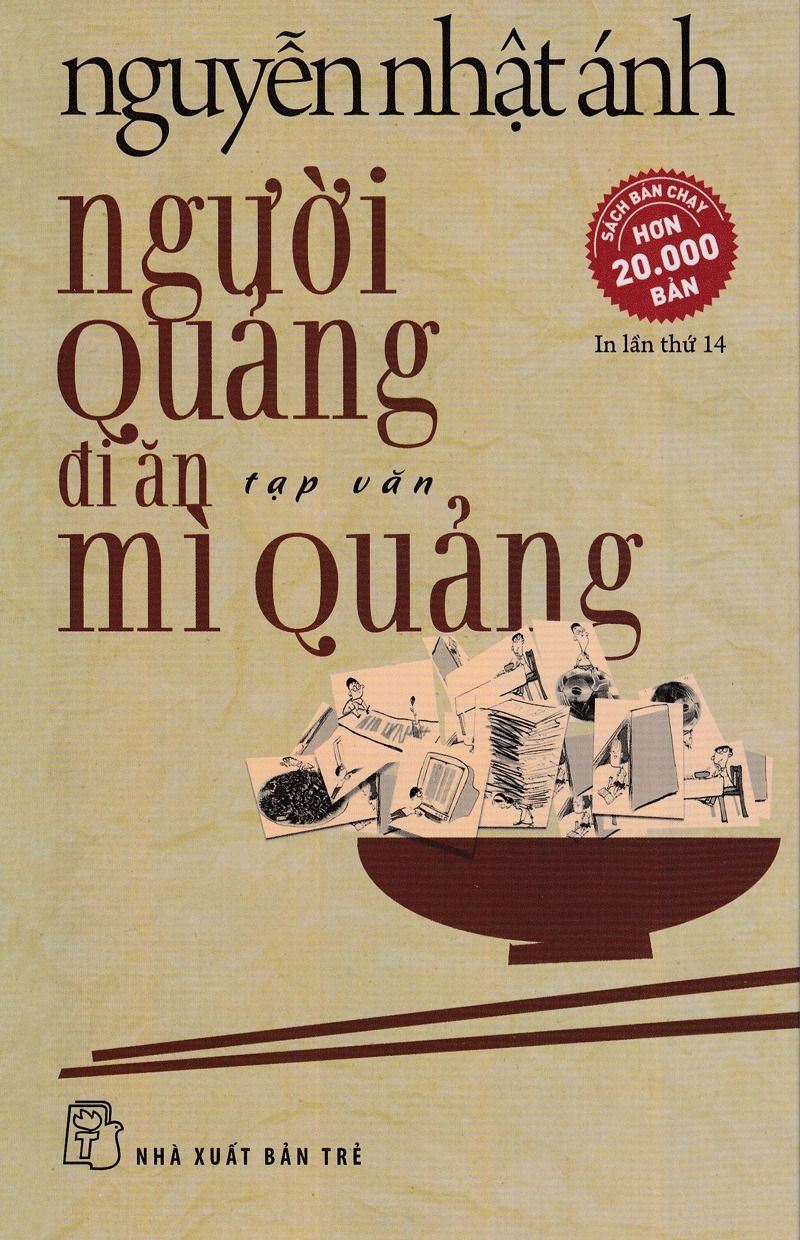 nguyễn nhật ánh
người
Quảng
đi ăn
tạp văn
mì Quảng
SÁCH BÁN CHẠY
HƠN
20.000
BẢN
In lần thứ 14
T
NHÀ XUẤT BẢN TRẺ